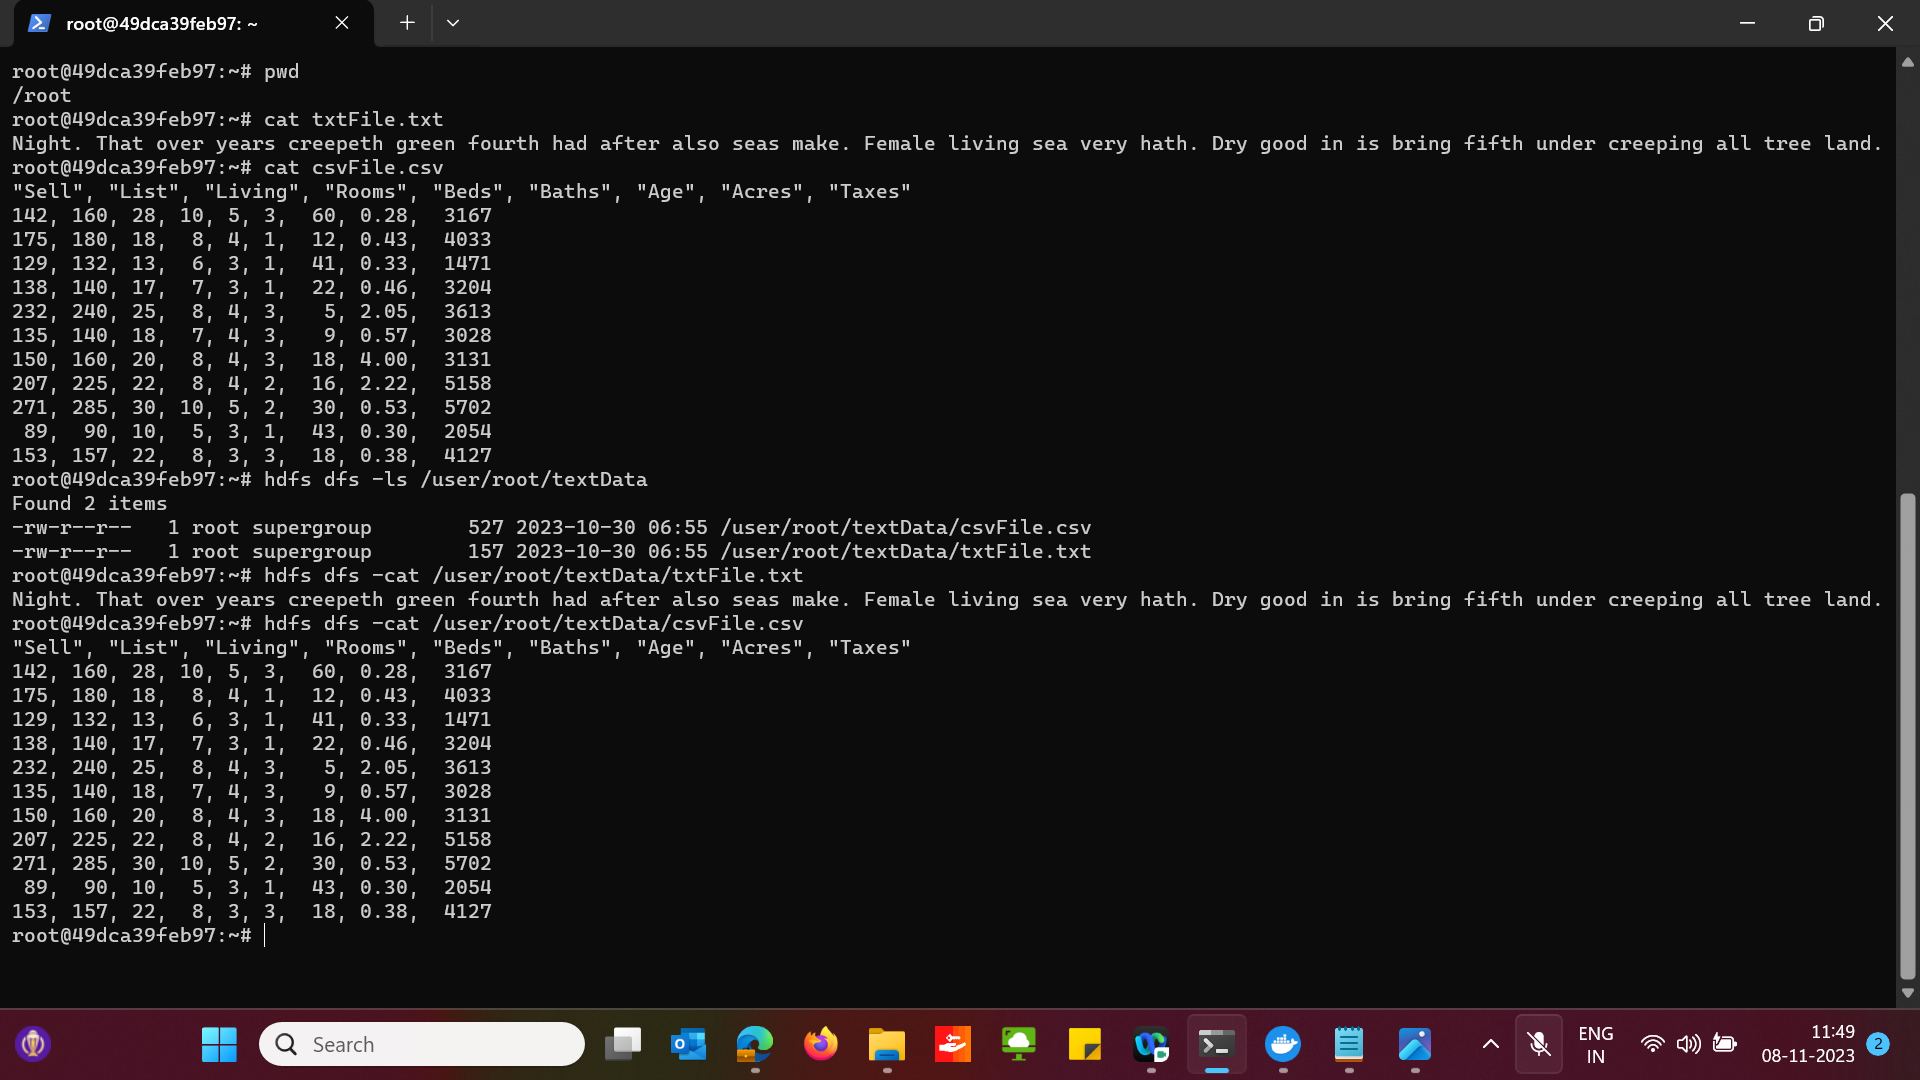 root@49dca39feb97: ~
root@49dca39feb97:~# pwd
/root
root@49dca39feb97:~# cat txtFile.txt
Night. That over years creepeth green fourth had after also seas make. Female living sea very hath. Dry good in is bring fifth under creeping all tree land.
root@49dca39feb97:~# cat csvFile.csv
"Sell", "List", "Living", "Rooms", "Beds", "Baths", "Age", "Acres", "Taxes"
142, 160, 28, 10, 5, 3,  60, 0.28,  3167
175, 180, 18,  8, 4, 1,  12, 0.43,  4033
129, 132, 13,  6, 3, 1,  41, 0.33,  1471
138, 140, 17,  7, 3, 1,  22, 0.46,  3204
232, 240, 25,  8, 4, 3,   5, 2.05,  3613
135, 140, 18,  7, 4, 3,   9, 0.57,  3028
150, 160, 20,  8, 4, 3,  18, 4.00,  3131
207, 225, 22,  8, 4, 2,  16, 2.22,  5158
271, 285, 30, 10, 5, 2,  30, 0.53,  5702
 89,  90, 10,  5, 3, 1,  43, 0.30,  2054
153, 157, 22,  8, 3, 3,  18, 0.38,  4127
root@49dca39feb97:~# hdfs dfs -ls /user/root/textData
Found 2 items
-rw-r--r--   1 root supergroup        527 2023-10-30 06:55 /user/root/textData/csvFile.csv
-rw-r--r--   1 root supergroup        157 2023-10-30 06:55 /user/root/textData/txtFile.txt
root@49dca39feb97:~# hdfs dfs -cat /user/root/textData/txtFile.txt
Night. That over years creepeth green fourth had after also seas make. Female living sea very hath. Dry good in is bring fifth under creeping all tree land.
root@49dca39feb97:~# hdfs dfs -cat /user/root/textData/csvFile.csv
"Sell", "List", "Living", "Rooms", "Beds", "Baths", "Age", "Acres", "Taxes"
142, 160, 28, 10, 5, 3,  60, 0.28,  3167
175, 180, 18,  8, 4, 1,  12, 0.43,  4033
129, 132, 13,  6, 3, 1,  41, 0.33,  1471
138, 140, 17,  7, 3, 1,  22, 0.46,  3204
232, 240, 25,  8, 4, 3,   5, 2.05,  3613
135, 140, 18,  7, 4, 3,   9, 0.57,  3028
150, 160, 20,  8, 4, 3,  18, 4.00,  3131
207, 225, 22,  8, 4, 2,  16, 2.22,  5158
271, 285, 30, 10, 5, 2,  30, 0.53,  5702
 89,  90, 10,  5, 3, 1,  43, 0.30,  2054
153, 157, 22,  8, 3, 3,  18, 0.38,  4127
root@49dca39feb97:~#
Search
ENG
IN
11:49
08-11-2023
2